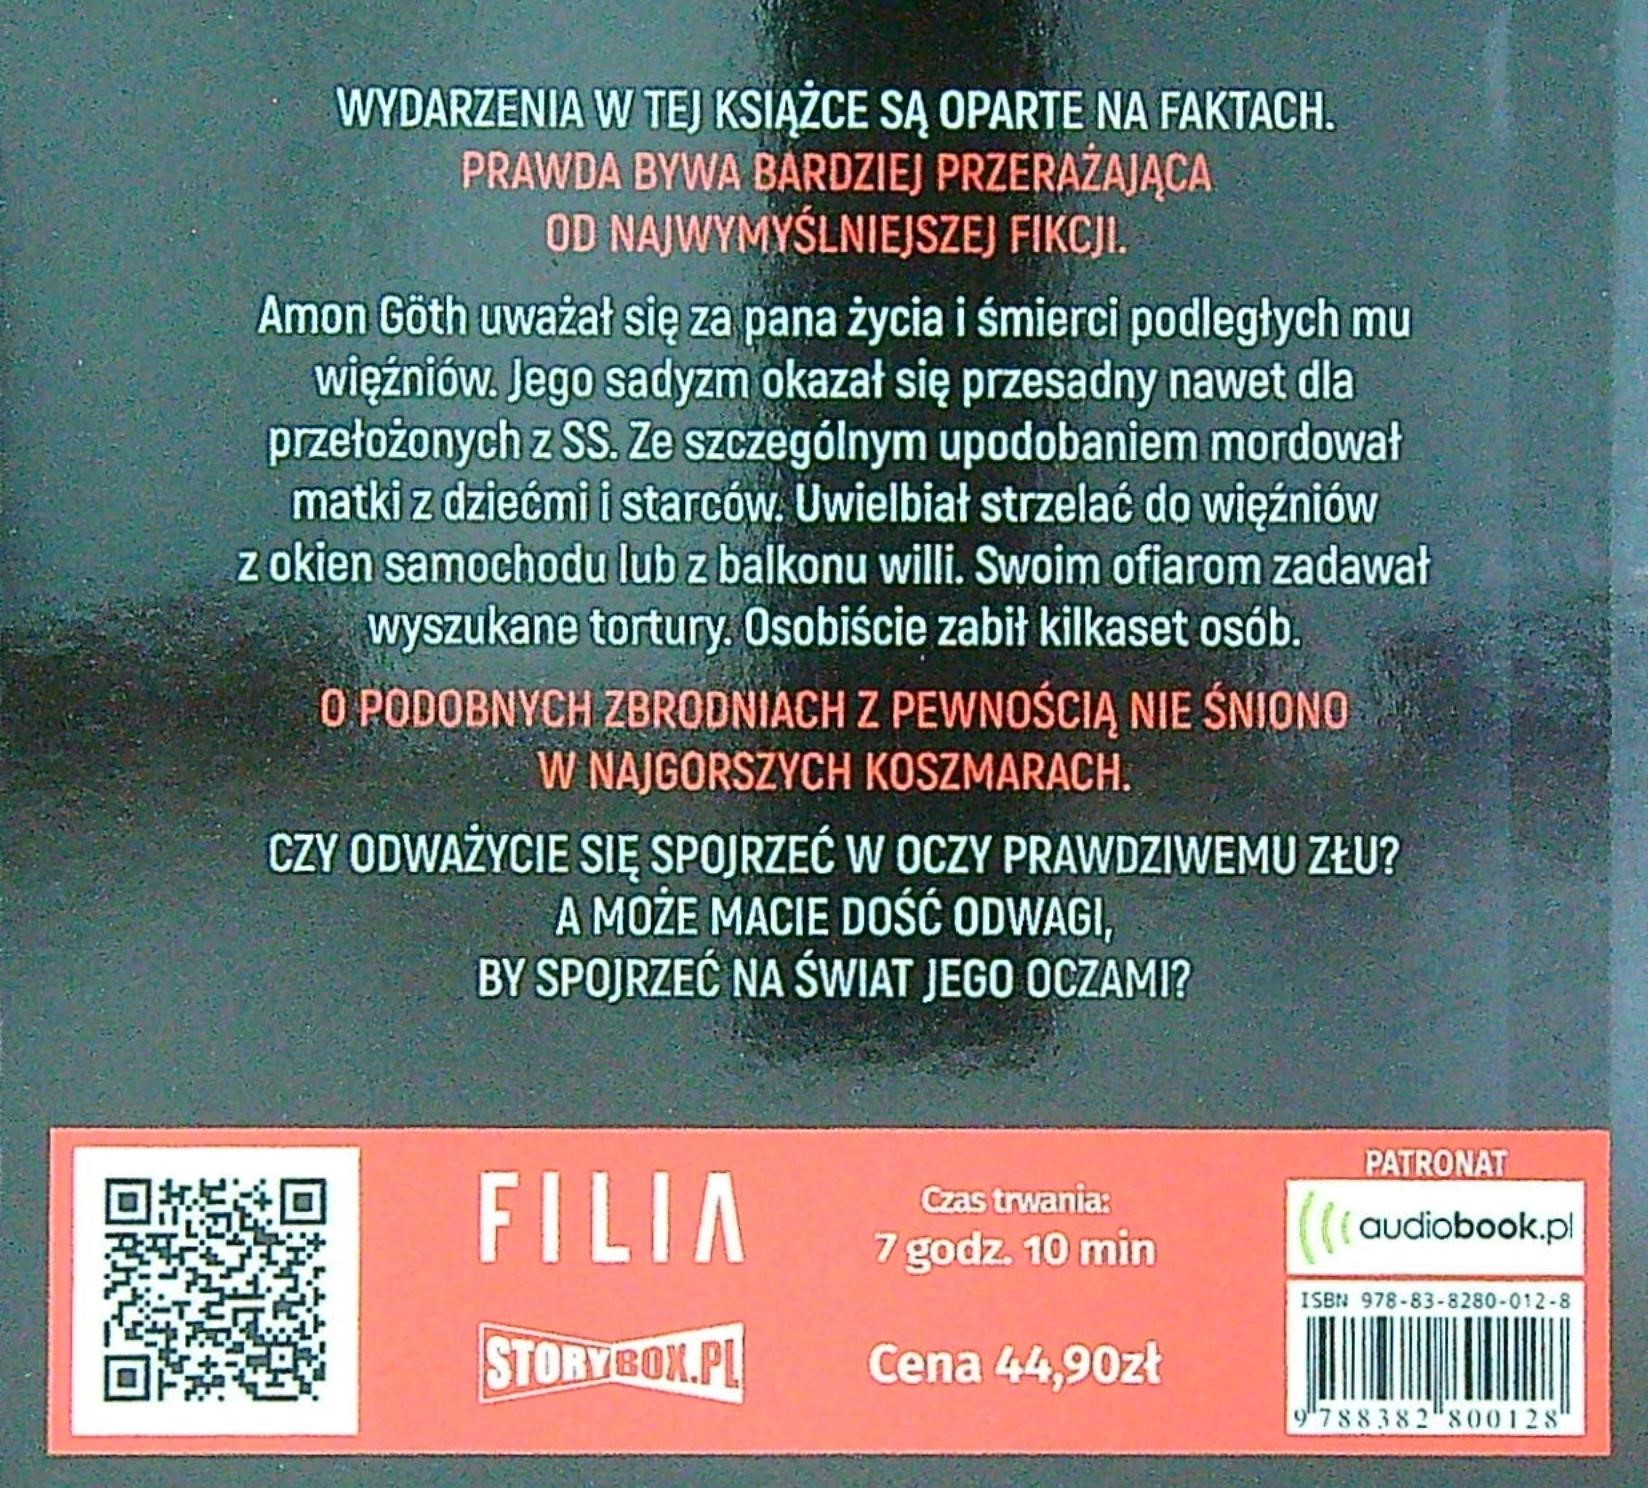 WYDARZENIA W TEJ KSIĄŻCE SĄ OPARTE NA FAKTACH.
PRAWDA BYWA BARDZIEJ PRZERAŻAJĄCA
OD NAJWYMYŚLNIEJSZEJ FIKCJI.
Amon Göth uważał się za pana życia i śmierci podległych mu
więźniów. Jego sadyzm okazał się przesadny nawet dla
przełożonych z SS. Ze szczególnym upodobaniem mordował
matki z dziećmi i starców. Uwielbiał strzelać do więźniów
z okien samochodu lub z balkonu willi. Swoim ofiarom zadawał
wyszukane tortury. Osobiście zabił kilkaset osób.
O PODOBNYCH ZBRODNIACH Z PEWNOŚCIĄ NIE ŚNIONO
W NAJGORSZYCH KOSZMARACH.
CZY ODWAŻYCIE SIĘ SPOJRZEĆ W OCZY PRAWDZIWEMU ZŁU?
A MOŻE MACIE DOŚĆ ODWAGI,
BY SPOJRZEĆ NA ŚWIAT JEGO OCZAMI?
FILIA
STORYBOX.PL
Czas trwania:
7 godz. 10 min
Cena 44,90zł
PATRONAT
audiobook.pl
ISBN 978-83-8280-012-8
9 788382 800128